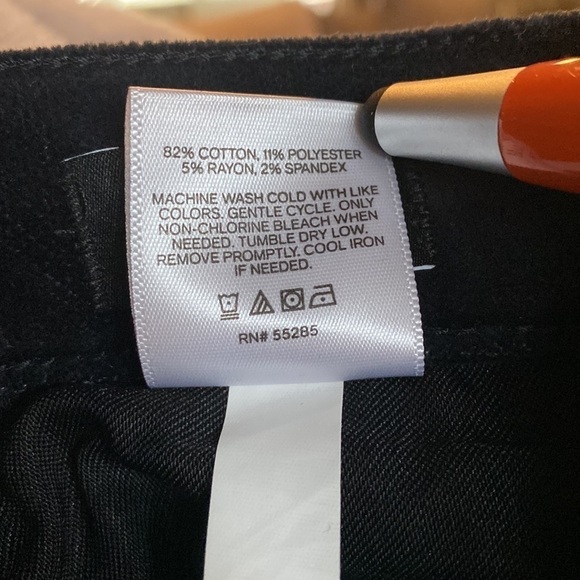 82% COTTON, 11% POLYESTER
5% RAYON, 2% SPANDEX
MACHINE WASH COLD WITH LIKE
COLORS. GENTLE CYCLE. ONLY
NON-CHLORINE BLEACH WHEN
NEEDED. TUMBLE DRY LOW.
REMOVE PROMPTLY. COOL IRON
IF NEEDED.
RN# 55285